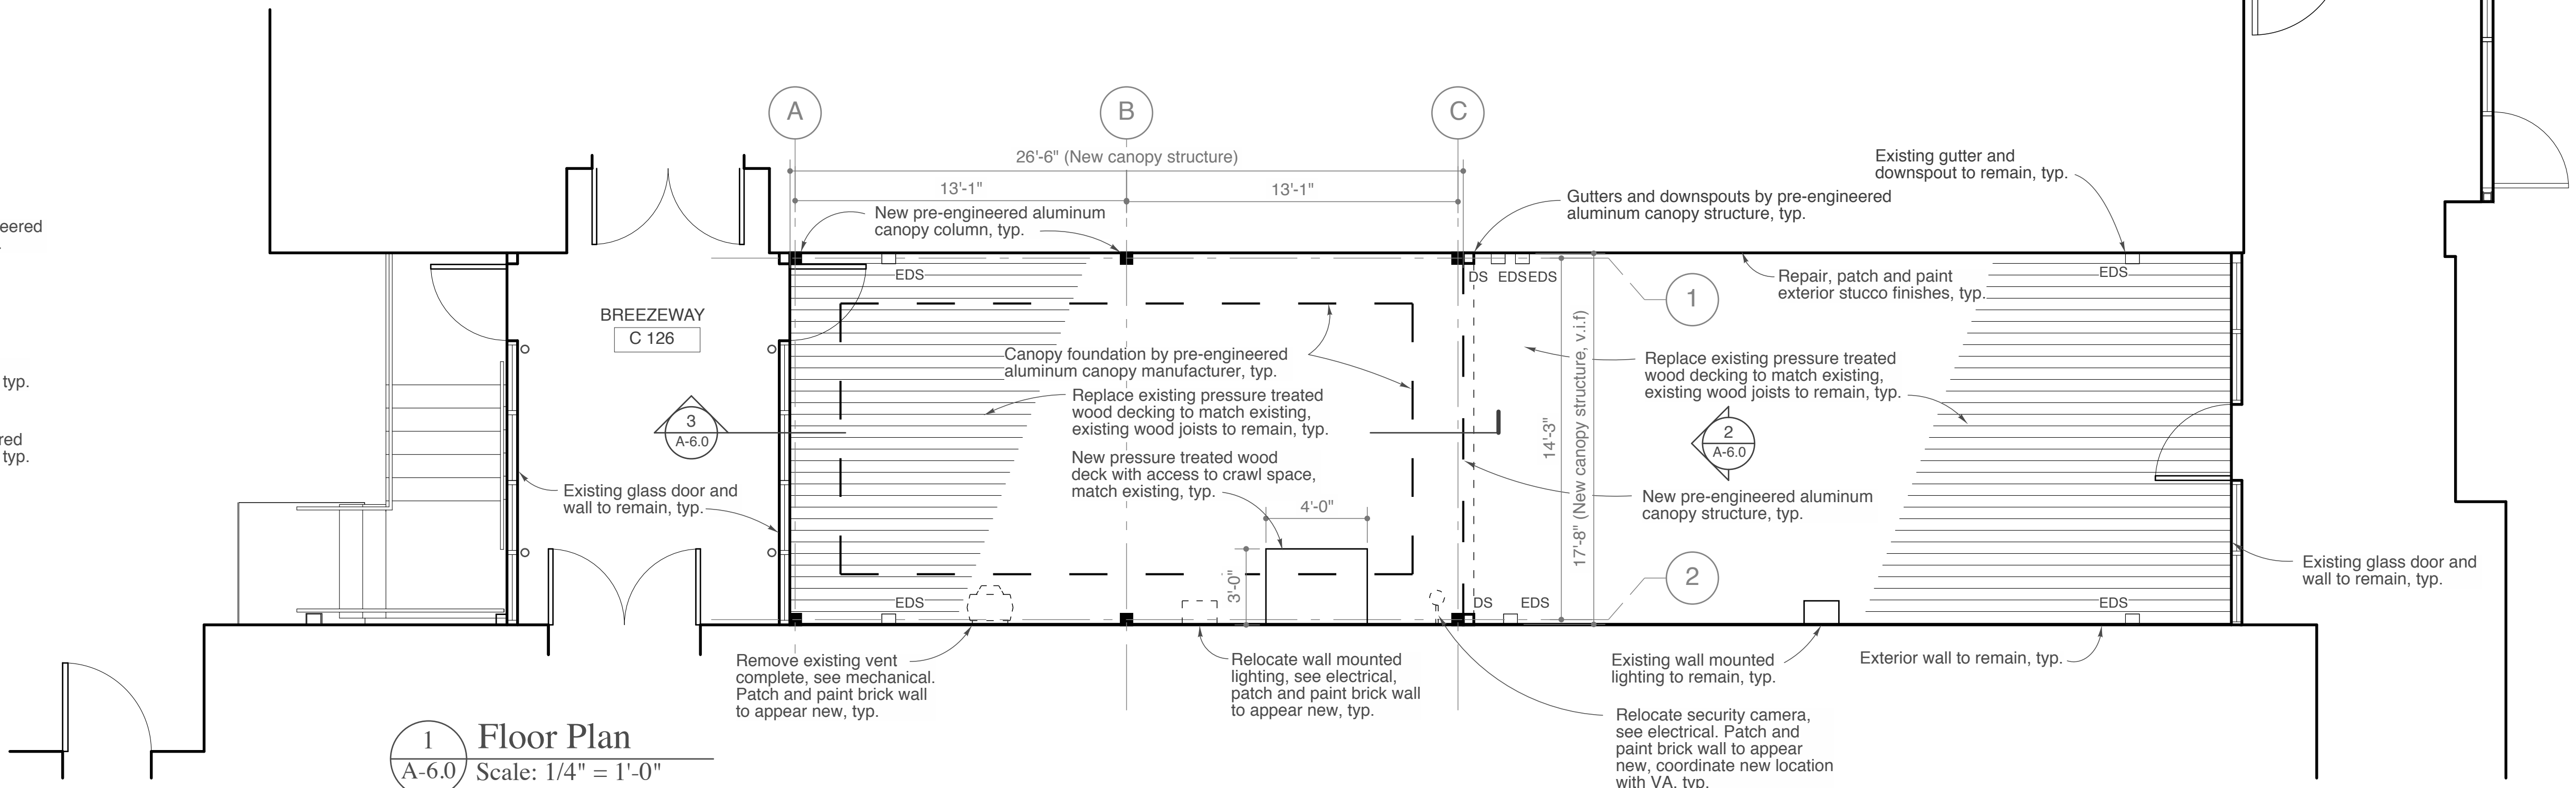 eered
typ.
red
typ.
A
B
C
26'-6" (New canopy structure)
13'-1"
13'-1"
New pre-engineered aluminum
canopy column, typ.
Gutters and downspouts by pre-engineered
aluminum canopy structure, typ.
Existing gutter and
downspout to remain, typ.
EDS
DS
EDS
EDS
EDS
Repair, patch and paint
exterior stucco finishes, typ.
1
BREEZEWAY
C 126
Canopy foundation by pre-engineered
aluminum canopy manufacturer, typ.
Replace existing pressure treated
wood decking to match existing,
existing wood joists to remain, typ.
3
A-6.0
New pressure treated wood
deck with access to crawl space,
match existing, typ.
4'-0"
3'-0"
14'-3"
17'-8" (New canopy structure, v.i.f)
Replace existing pressure treated
wood decking to match existing,
existing wood joists to remain, typ.
2
A-6.0
New pre-engineered aluminum
canopy structure, typ.
Existing glass door and
wall to remain, typ.
Existing glass door and
wall to remain, typ.
2
EDS
DS
EDS
EDS
Remove existing vent
complete, see mechanical.
Patch and paint brick wall
to appear new, typ.
Relocate wall mounted
lighting, see electrical,
patch and paint brick wall
to appear new, typ.
Existing wall mounted
lighting to remain, typ.
Exterior wall to remain, typ.
Relocate security camera,
see electrical. Patch and
paint brick wall to appear
new, coordinate new location
with VA, typ.
1
A-6.0
Floor Plan
Scale: 1/4" = 1'-0"